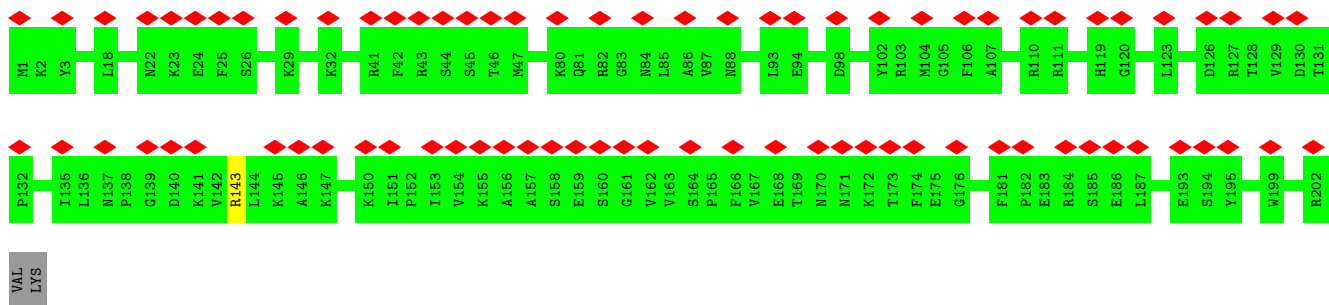 M1 K2 Y3 L18 N22 K23 E24 F25 S26 K29 K32 R41 F42 R43 S44 S45 T46 M47 K80 Q81 R82 G83 N84 L85 A86 V87 N88 L93 E94 D98 Y102 R103 M104 G105 F106 A107 R110 R111 H119 G120 L123 D126 R127 T128 V129 D130 T131
P132 I135 L136 N137 P138 G139 D140 K141 V142 R143 L144 K145 A146 K147 K150 I151 P152 I153 V154 K155 A156 A157 S158 E159 S160 G161 V162 V163 S164 P165 F166 V167 E168 T169 N170 N171 K172 T173 F174 E175 G176 F181 P182 E183 R184 S185 E186 L187 E193 S194 Y195 W199 R202
VAL LYS